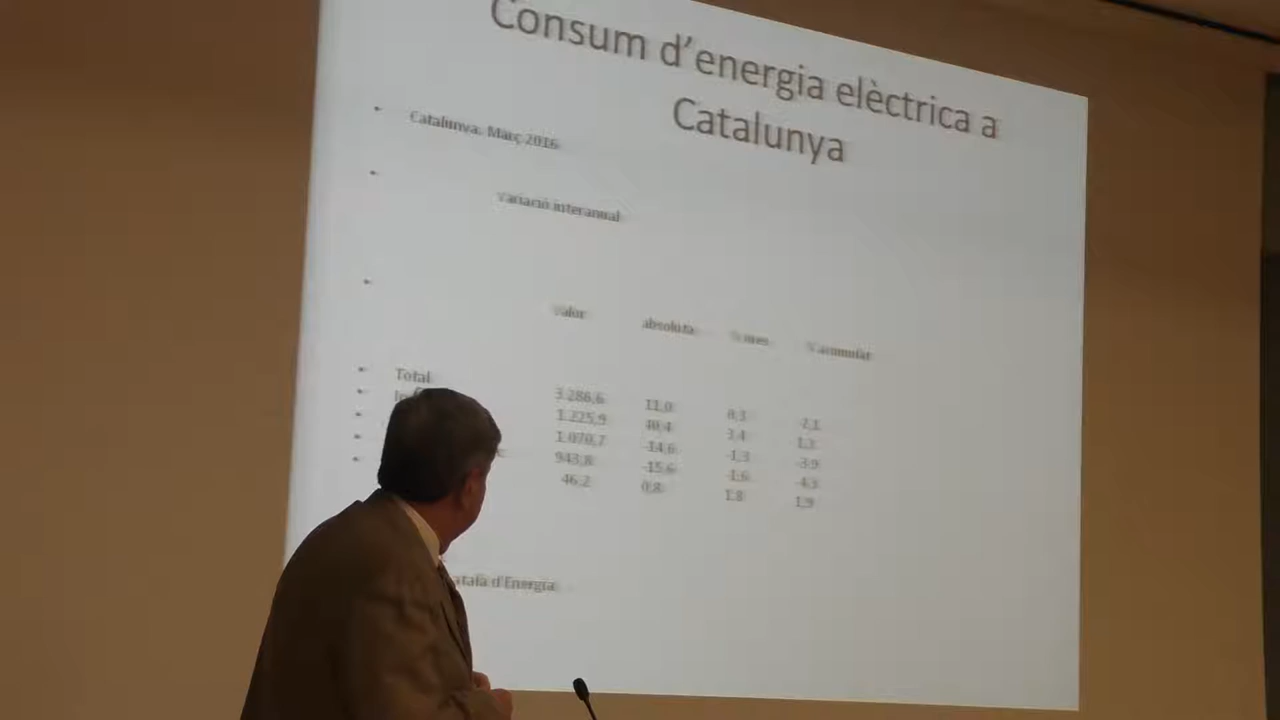 Consum d'energia elèctrica a
Catalunya
• Catalunya. Març 2016
•
Variació interanual
•
Valor absoluta % mes % acumulat
• Total 3.286,6 11,0 0,3 -2,1
• 1.225,9 40,4 3,4 1,3
• 1.070,7 -14,6 -1,3 -3,9
• 943,8 -15,6 -1,6 -4,3
• 46,2 0,8 1,8 1,9
d'Energia